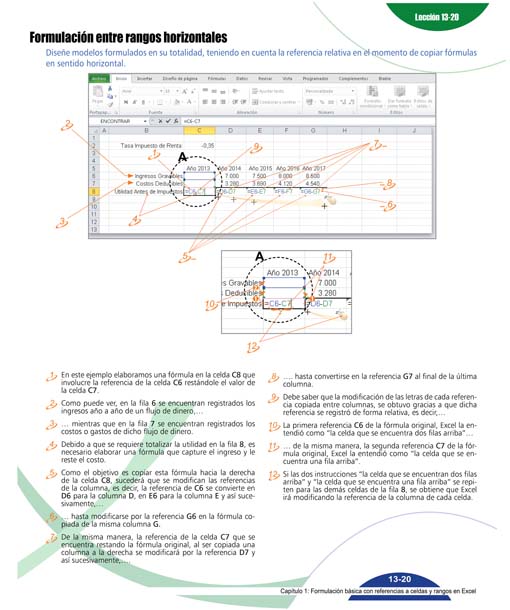 Lección 13-20
Formulación entre rangos horizontales
Diseñe modelos formulados en su totalidad, teniendo en cuenta la referencia relativa en el momento de copiar fórmulas
en sentido horizontal.
Archivo Inicio Insertar Diseño de página Fórmulas Datos Revisar Vista Programador Complementos
ENCONTRAR =C6-C7
A B C D E F G H I J
Tasa Impuesto de Renta -0,35
A
Año 2013 Año 2014 Año 2015 Año 2016 Año 2017
Ingresos Gravables 7.000 7.500 8.000 8.600
Costos Deducibles 3.280 3.690 4.120 4.540
Utilidad Antes de Impuestos =C6-C7 =D6-D7 =E6-E7 =F6-F7 =G6-G7
A
Año 2013 Año 2014
s Gravables 7.000
Deducibles 3.280
e Impuestos =C6-C7 =D6-D7
1 En este ejemplo elaboramos una fórmula en la celda C8 que
involucre la referencia de la celda C6 restándole el valor de
la celda C7.
2 Como puede ver, en la fila 6 se encuentran registrados los
ingresos año a año de un flujo de dinero,...
3 ... mientras que en la fila 7 se encuentran registrados los
costos o gastos de dicho flujo de dinero.
4 Debido a que se requiere totalizar la utilidad en la fila 8, es
necesario elaborar una fórmula que capture el ingreso y le
reste el costo.
5 Como el objetivo es copiar esta fórmula hacia la derecha
de la celda C8, sucederá que se modifican las referencias
de la columna, es decir, la referencia de C6 se convierte en
D6 para la columna D, en E6 para la columna E y así suce-
sivamente,...
6 ... hasta modificarse por la referencia G6 en la fórmula co-
piada de la misma columna G.
7 De la misma manera, la referencia de la celda C7 que se
encuentra restando la fórmula original, al ser copiada una
columna a la derecha se modificará por la referencia D7 y
así sucesivamente,...
8 ... hasta convertirse en la referencia G7 al final de la última
columna.
9 Debe saber que la modificación de las letras de cada referen-
cia copiada entre columnas, se obtuvo gracias a que dicha
referencia se registró de forma relativa, es decir,...
10 La primera referencia C6 de la fórmula original, Excel la en-
tendió como “la celda que se encuentra dos filas arriba”...
11 ... de la misma manera, la segunda referencia C7 de la fór-
mula original, Excel la entendió como “la celda que se en-
cuentra una fila arriba”.
12 Si las dos instrucciones “la celda que se encuentran dos filas
arriba” y “la celda que se encuentra una fila arriba” se repi-
ten para las demás celdas de la fila 8, se obtiene que Excel
irá modificando la referencia de la columna de cada celda.
13-20
Capítulo 1: Formulación básica con referencias a celdas y rangos en Excel